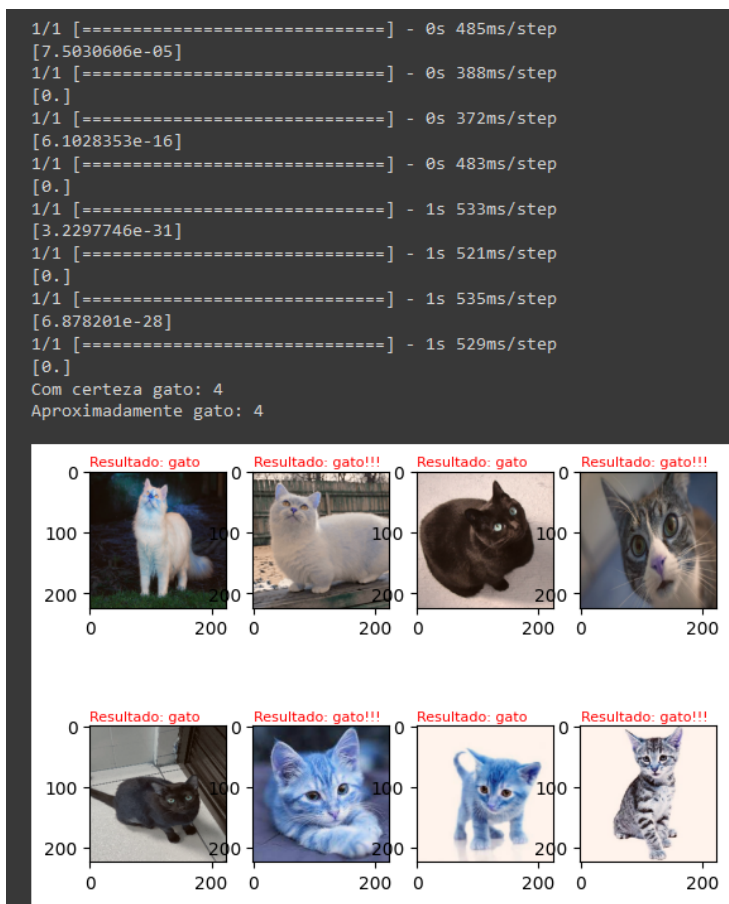 1/1 [==============================] - 0s 485ms/step
[7.5030606e-05]
1/1 [==============================] - 0s 388ms/step
[0.]
1/1 [==============================] - 0s 372ms/step
[6.1028353e-16]
1/1 [==============================] - 0s 483ms/step
[0.]
1/1 [==============================] - 1s 533ms/step
[3.2297746e-31]
1/1 [==============================] - 1s 521ms/step
[0.]
1/1 [==============================] - 1s 535ms/step
[6.878201e-28]
1/1 [==============================] - 1s 529ms/step
[0.]
Com certeza gato: 4
Aproximadamente gato: 4
Resultado: gato Resultado: gato!!! Resultado: gato Resultado: gato!!!
0 0 0 0
100 100 100 100
200 200 200 200
0 200 0 200 0 200 0 200
Resultado: gato Resultado: gato!!! Resultado: gato Resultado: gato!!!
0 0 0 0
100 100 100 100
200 200 200 200
0 200 0 200 0 200 0 200